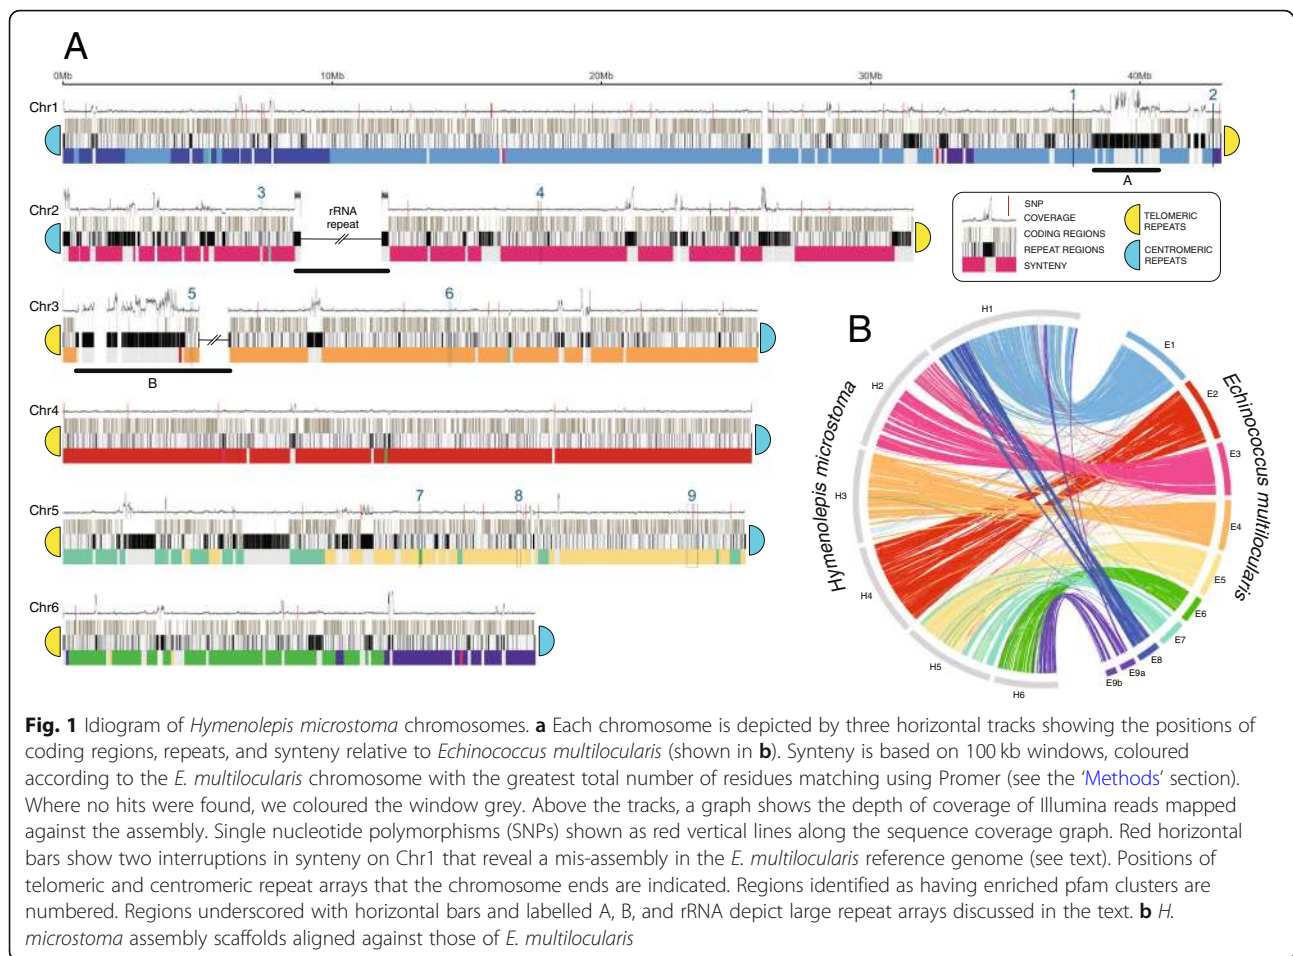 A
0Mb 10Mb 20Mb 30Mb 40Mb
Chr1 1 2
A
Chr2 3 rRNA repeat 4
SNP
COVERAGE
CODING REGIONS
REPEAT REGIONS
SYNTENY
TELOMERIC REPEATS
CENTROMERIC REPEATS
Chr3 5 6
B
Chr4
Chr5 7 8 9
Chr6
B
H1
H2
H3
H4
H5
H6
E1
E2
E3
E4
E5
E6
E7
E8
E9a
E9b
Hymenolepis microstoma
Echinococcus multilocularis
Fig. 1 Idiogram of Hymenolepis microstoma chromosomes. a Each chromosome is depicted by three horizontal tracks showing the positions of
coding regions, repeats, and synteny relative to Echinococcus multilocularis (shown in b). Synteny is based on 100 kb windows, coloured
according to the E. multilocularis chromosome with the greatest total number of residues matching using Promer (see the ‘Methods’ section).
Where no hits were found, we coloured the window grey. Above the tracks, a graph shows the depth of coverage of Illumina reads mapped
against the assembly. Single nucleotide polymorphisms (SNPs) shown as red vertical lines along the sequence coverage graph. Red horizontal
bars show two interruptions in synteny on Chr1 that reveal a mis-assembly in the E. multilocularis reference genome (see text). Positions of
telomeric and centromeric repeat arrays that the chromosome ends are indicated. Regions identified as having enriched pfam clusters are
numbered. Regions underscored with horizontal bars and labelled A, B, and rRNA depict large repeat arrays discussed in the text. b H.
microstoma assembly scaffolds aligned against those of E. multilocularis